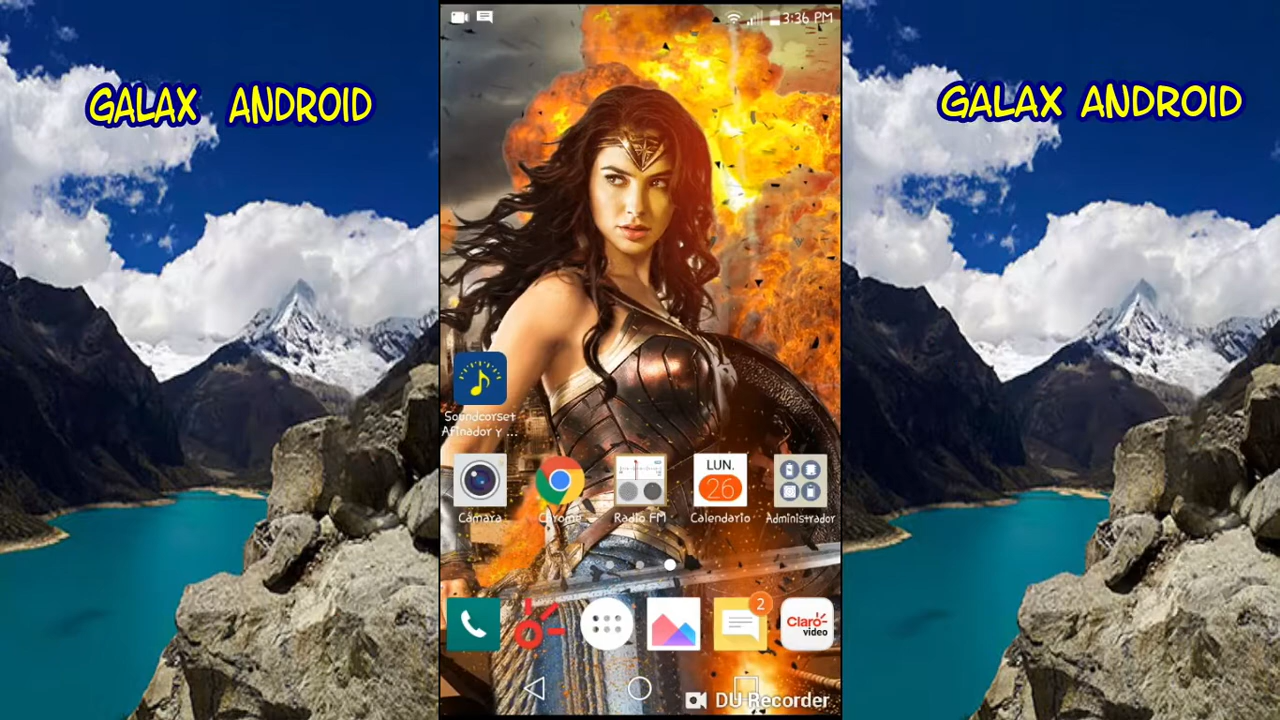 GALAX ANDROID
3:36 PM
GALAX ANDROID
Soundcorset
Afinador y ...
LUN.
26
Cámara
Chrome
Radio FM
Calendario
Administrador
2
Claro
video
DU Recorder